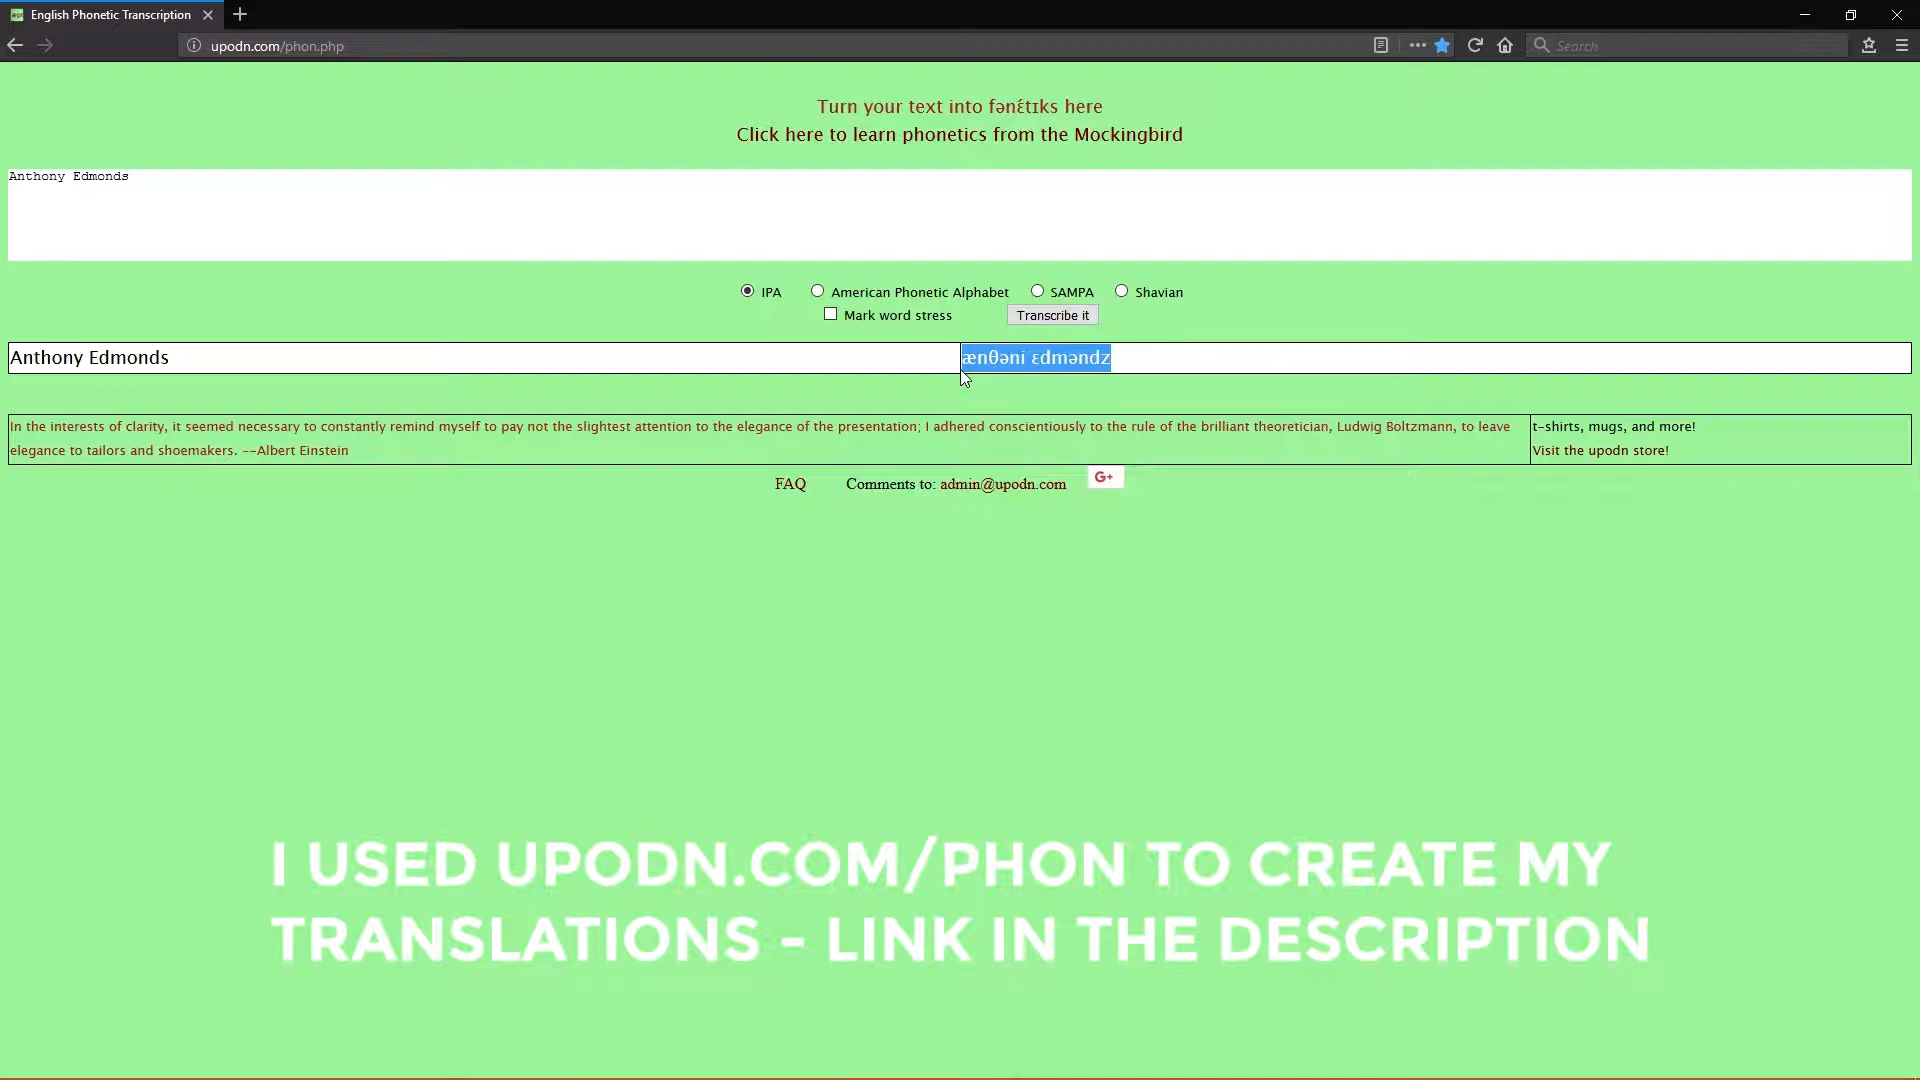 English Phonetic Transcription
upodn.com/phon.php
Search
Turn your text into fənɛ́tɪks here
Click here to learn phonetics from the Mockingbird
Anthony Edmonds
IPA American Phonetic Alphabet SAMPA Shavian
Mark word stress Transcribe it
Anthony Edmonds ænθəni ɛdməndz
In the interests of clarity, it seemed necessary to constantly remind myself to pay not the slightest attention to the elegance of the presentation; I adhered conscientiously to the rule of the brilliant theoretician, Ludwig Boltzmann, to leave
elegance to tailors and shoemakers. --Albert Einstein
t-shirts, mugs, and more!
Visit the upodn store!
FAQ Comments to: admin@upodn.com G+
I USED UPODN.COM/PHON TO CREATE MY
TRANSLATIONS - LINK IN THE DESCRIPTION